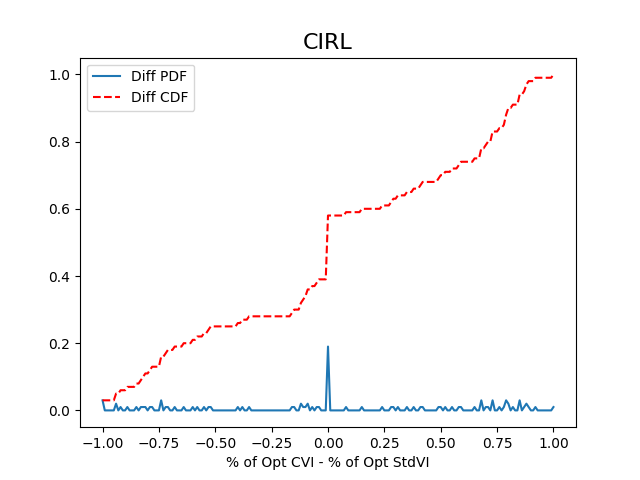 CIRL
Diff PDF
Diff CDF
1.0
0.8
0.6
0.4
0.2
0.0
−1.00 −0.75 −0.50 −0.25 0.00 0.25 0.50 0.75 1.00
% of Opt CVI - % of Opt StdVI